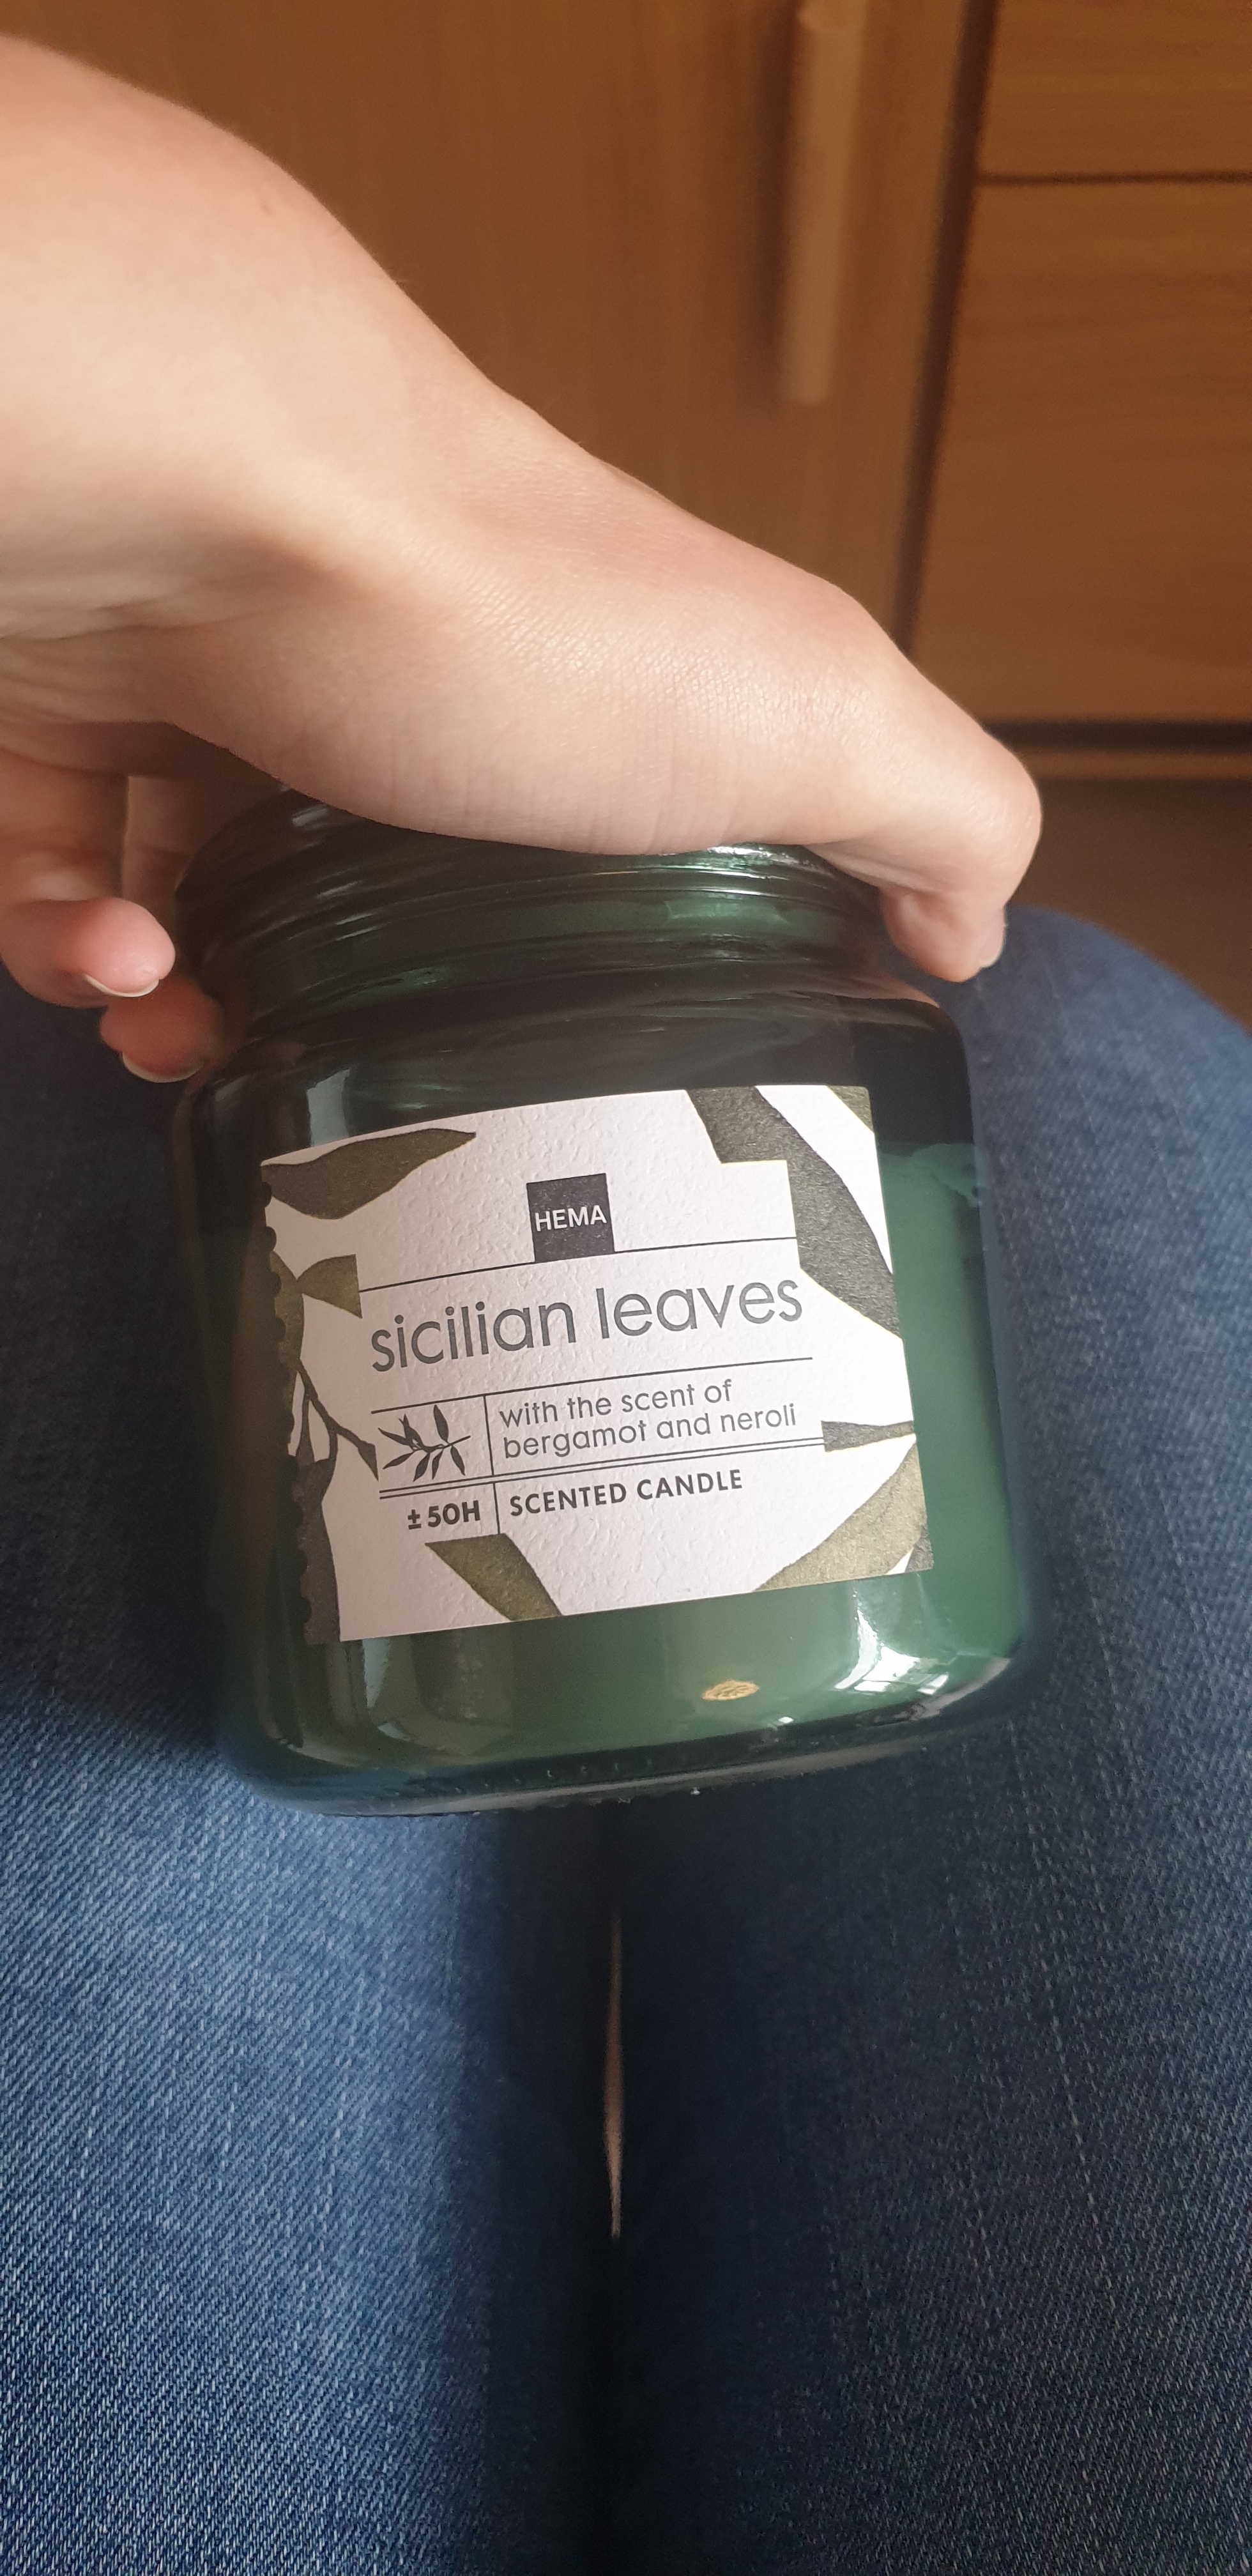 HEMA
sicilian leaves
with the scent of
bergamot and neroli
±50H SCENTED CANDLE